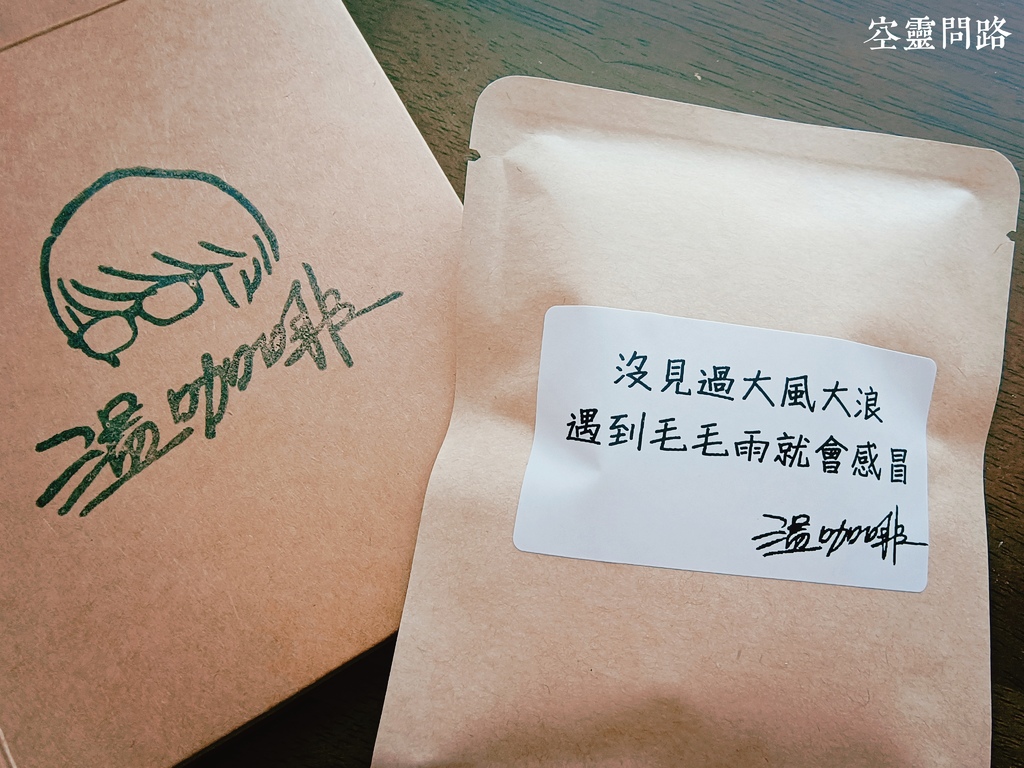 空靈問路
溫咖啡
沒見過大風大浪
遇到毛毛雨就會感冒
溫咖啡